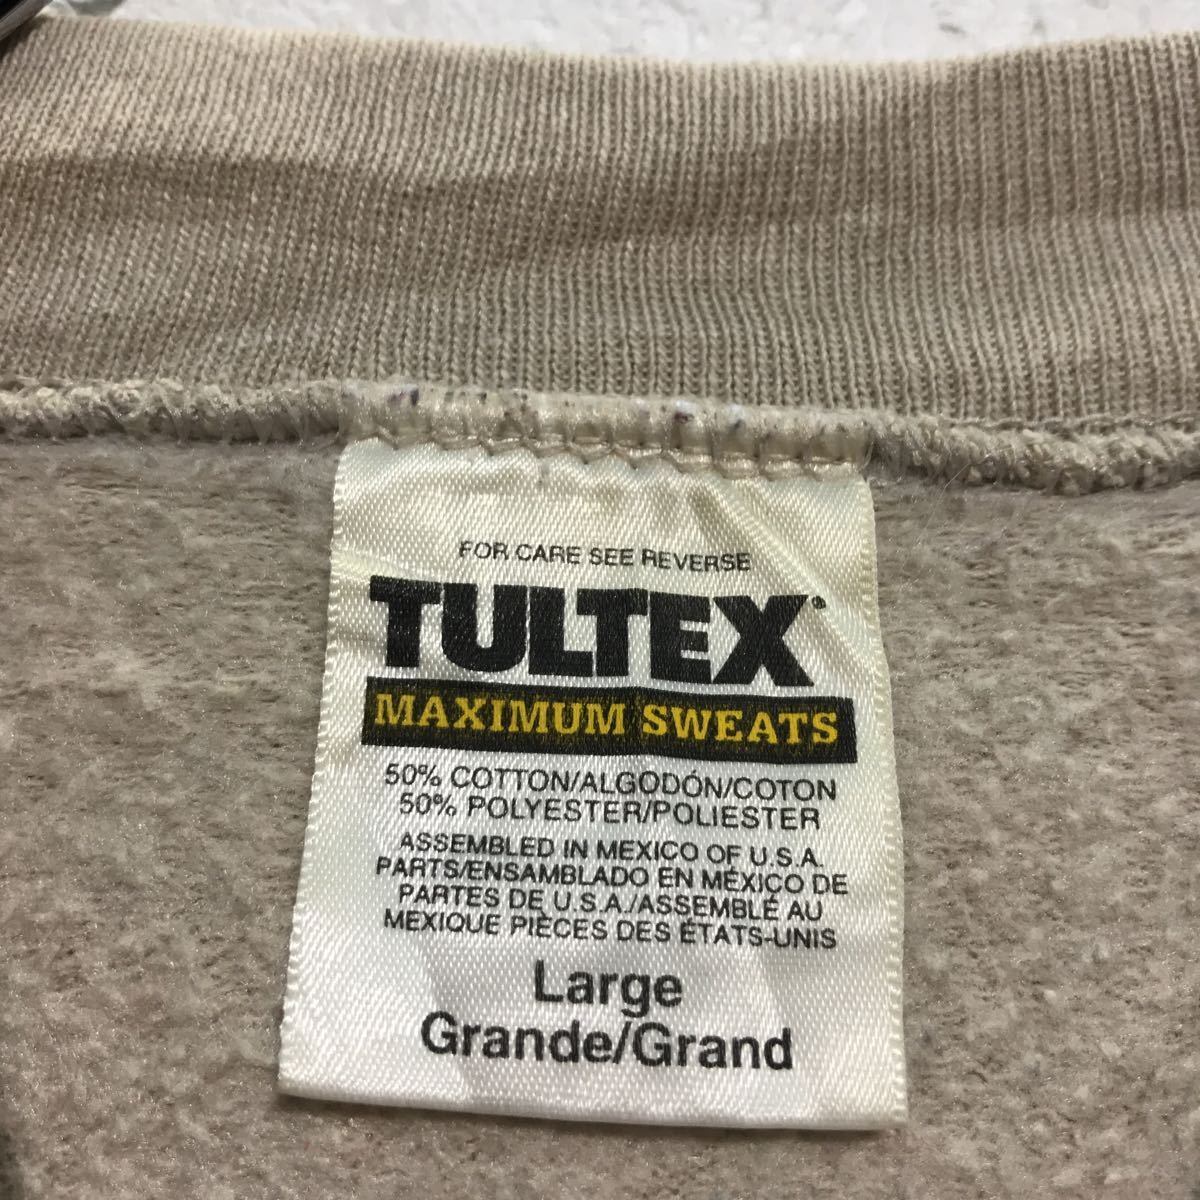 FOR CARE SEE REVERSE
TULTEX®
MAXIMUM SWEATS
50% COTTON/ALGODÓN/COTON
50% POLYESTER/POLIESTER
ASSEMBLED IN MEXICO OF U.S.A.
PARTS/ENSAMBLADO EN MÉXICO DE
PARTES DE U.S.A./ASSEMBLÉ AU
MEXIQUE PIÈCES DES ÉTATS-UNIS
Large
Grande/Grand